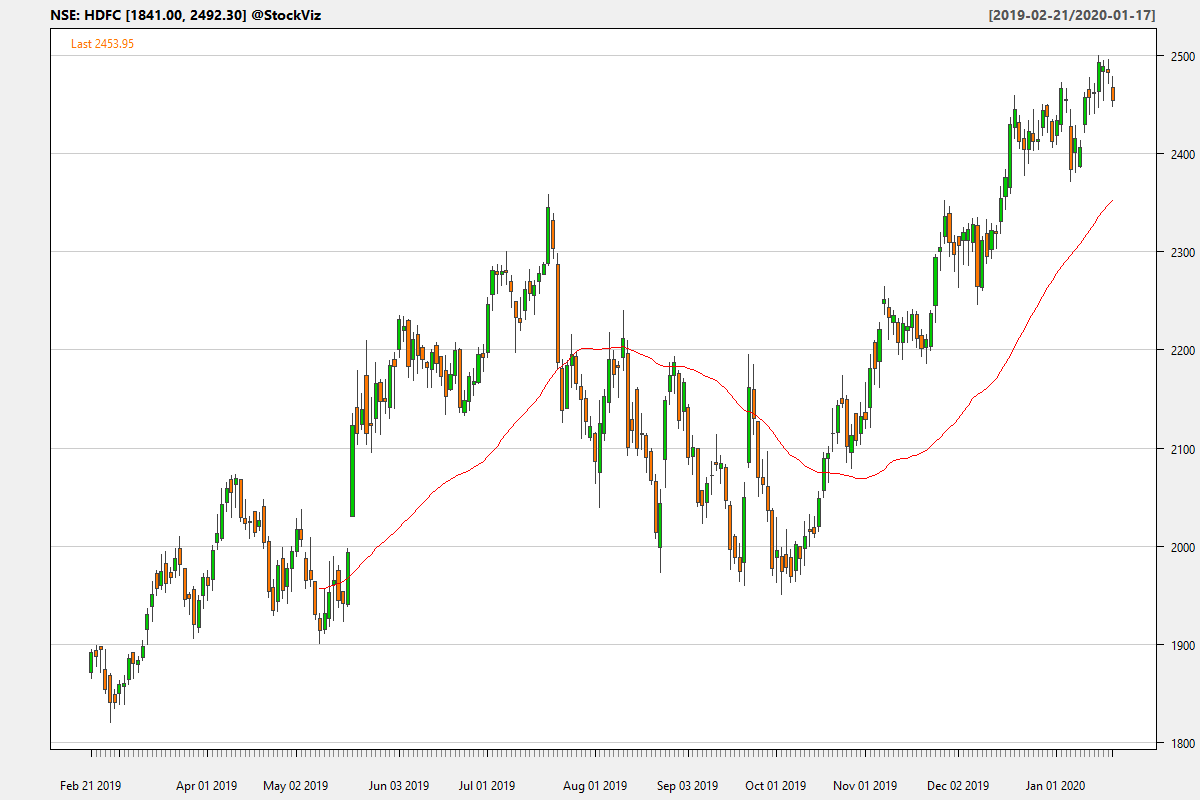 NSE: HDFC [1841.00, 2492.30] @StockViz [2019-02-21/2020-01-17]
Last 2453.95
2500
2400
2300
2200
2100
2000
1900
1800
Feb 21 2019 Apr 01 2019 May 02 2019 Jun 03 2019 Jul 01 2019 Aug 01 2019 Sep 03 2019 Oct 01 2019 Nov 01 2019 Dec 02 2019 Jan 01 2020